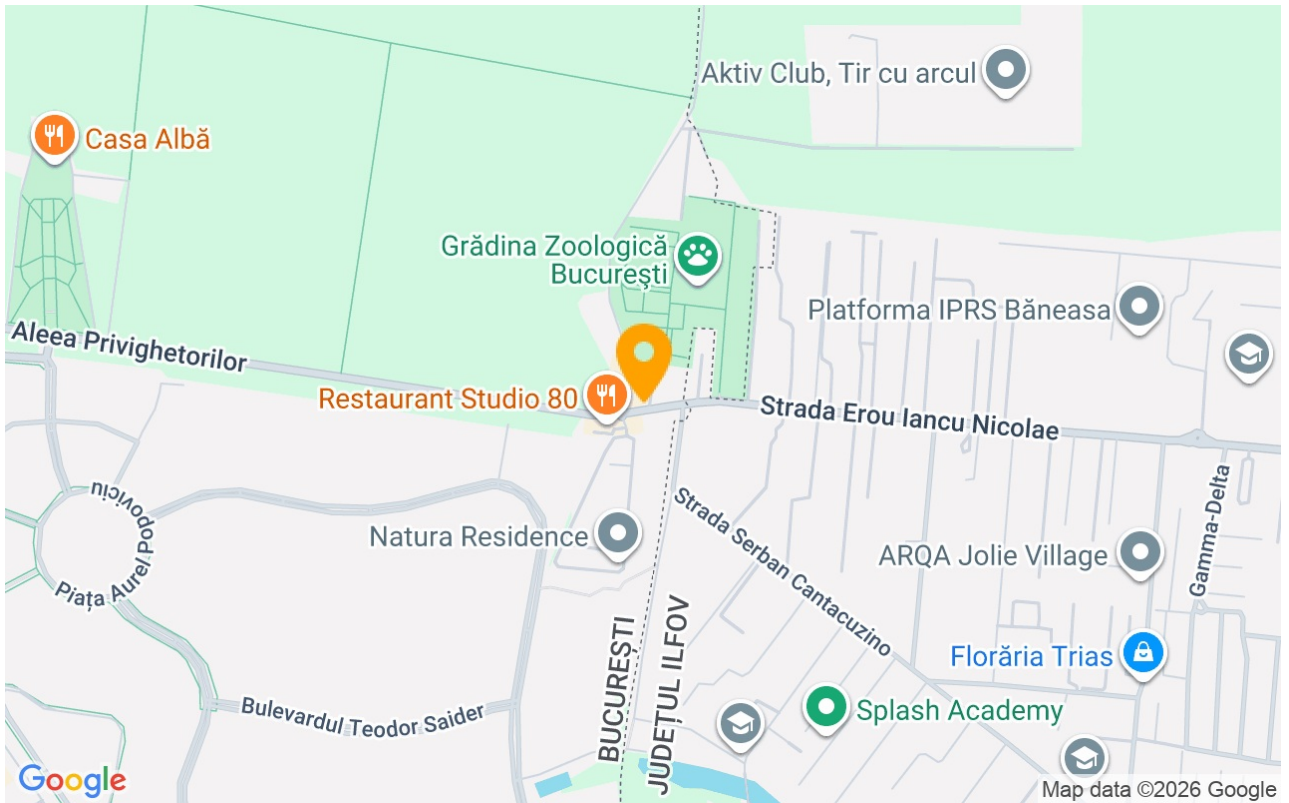 Aktiv Club, Tir cu arcul
Casa Albă
Grădina Zoologică
București
Platforma IPRS Băneasa
Aleea Privighetorilor
Restaurant Studio 80
Strada Erou Iancu Nicolae
Piața Aurel Popoviciu
Natura Residence
Strada Serban Cantacuzino
ARQA Jolie Village
Gamma-Delta
BUCUREȘTI
JUDEȚUL ILFOV
Florăria Trias
Bulevardul Teodor Saider
Splash Academy
Google
Map data ©2026 Google